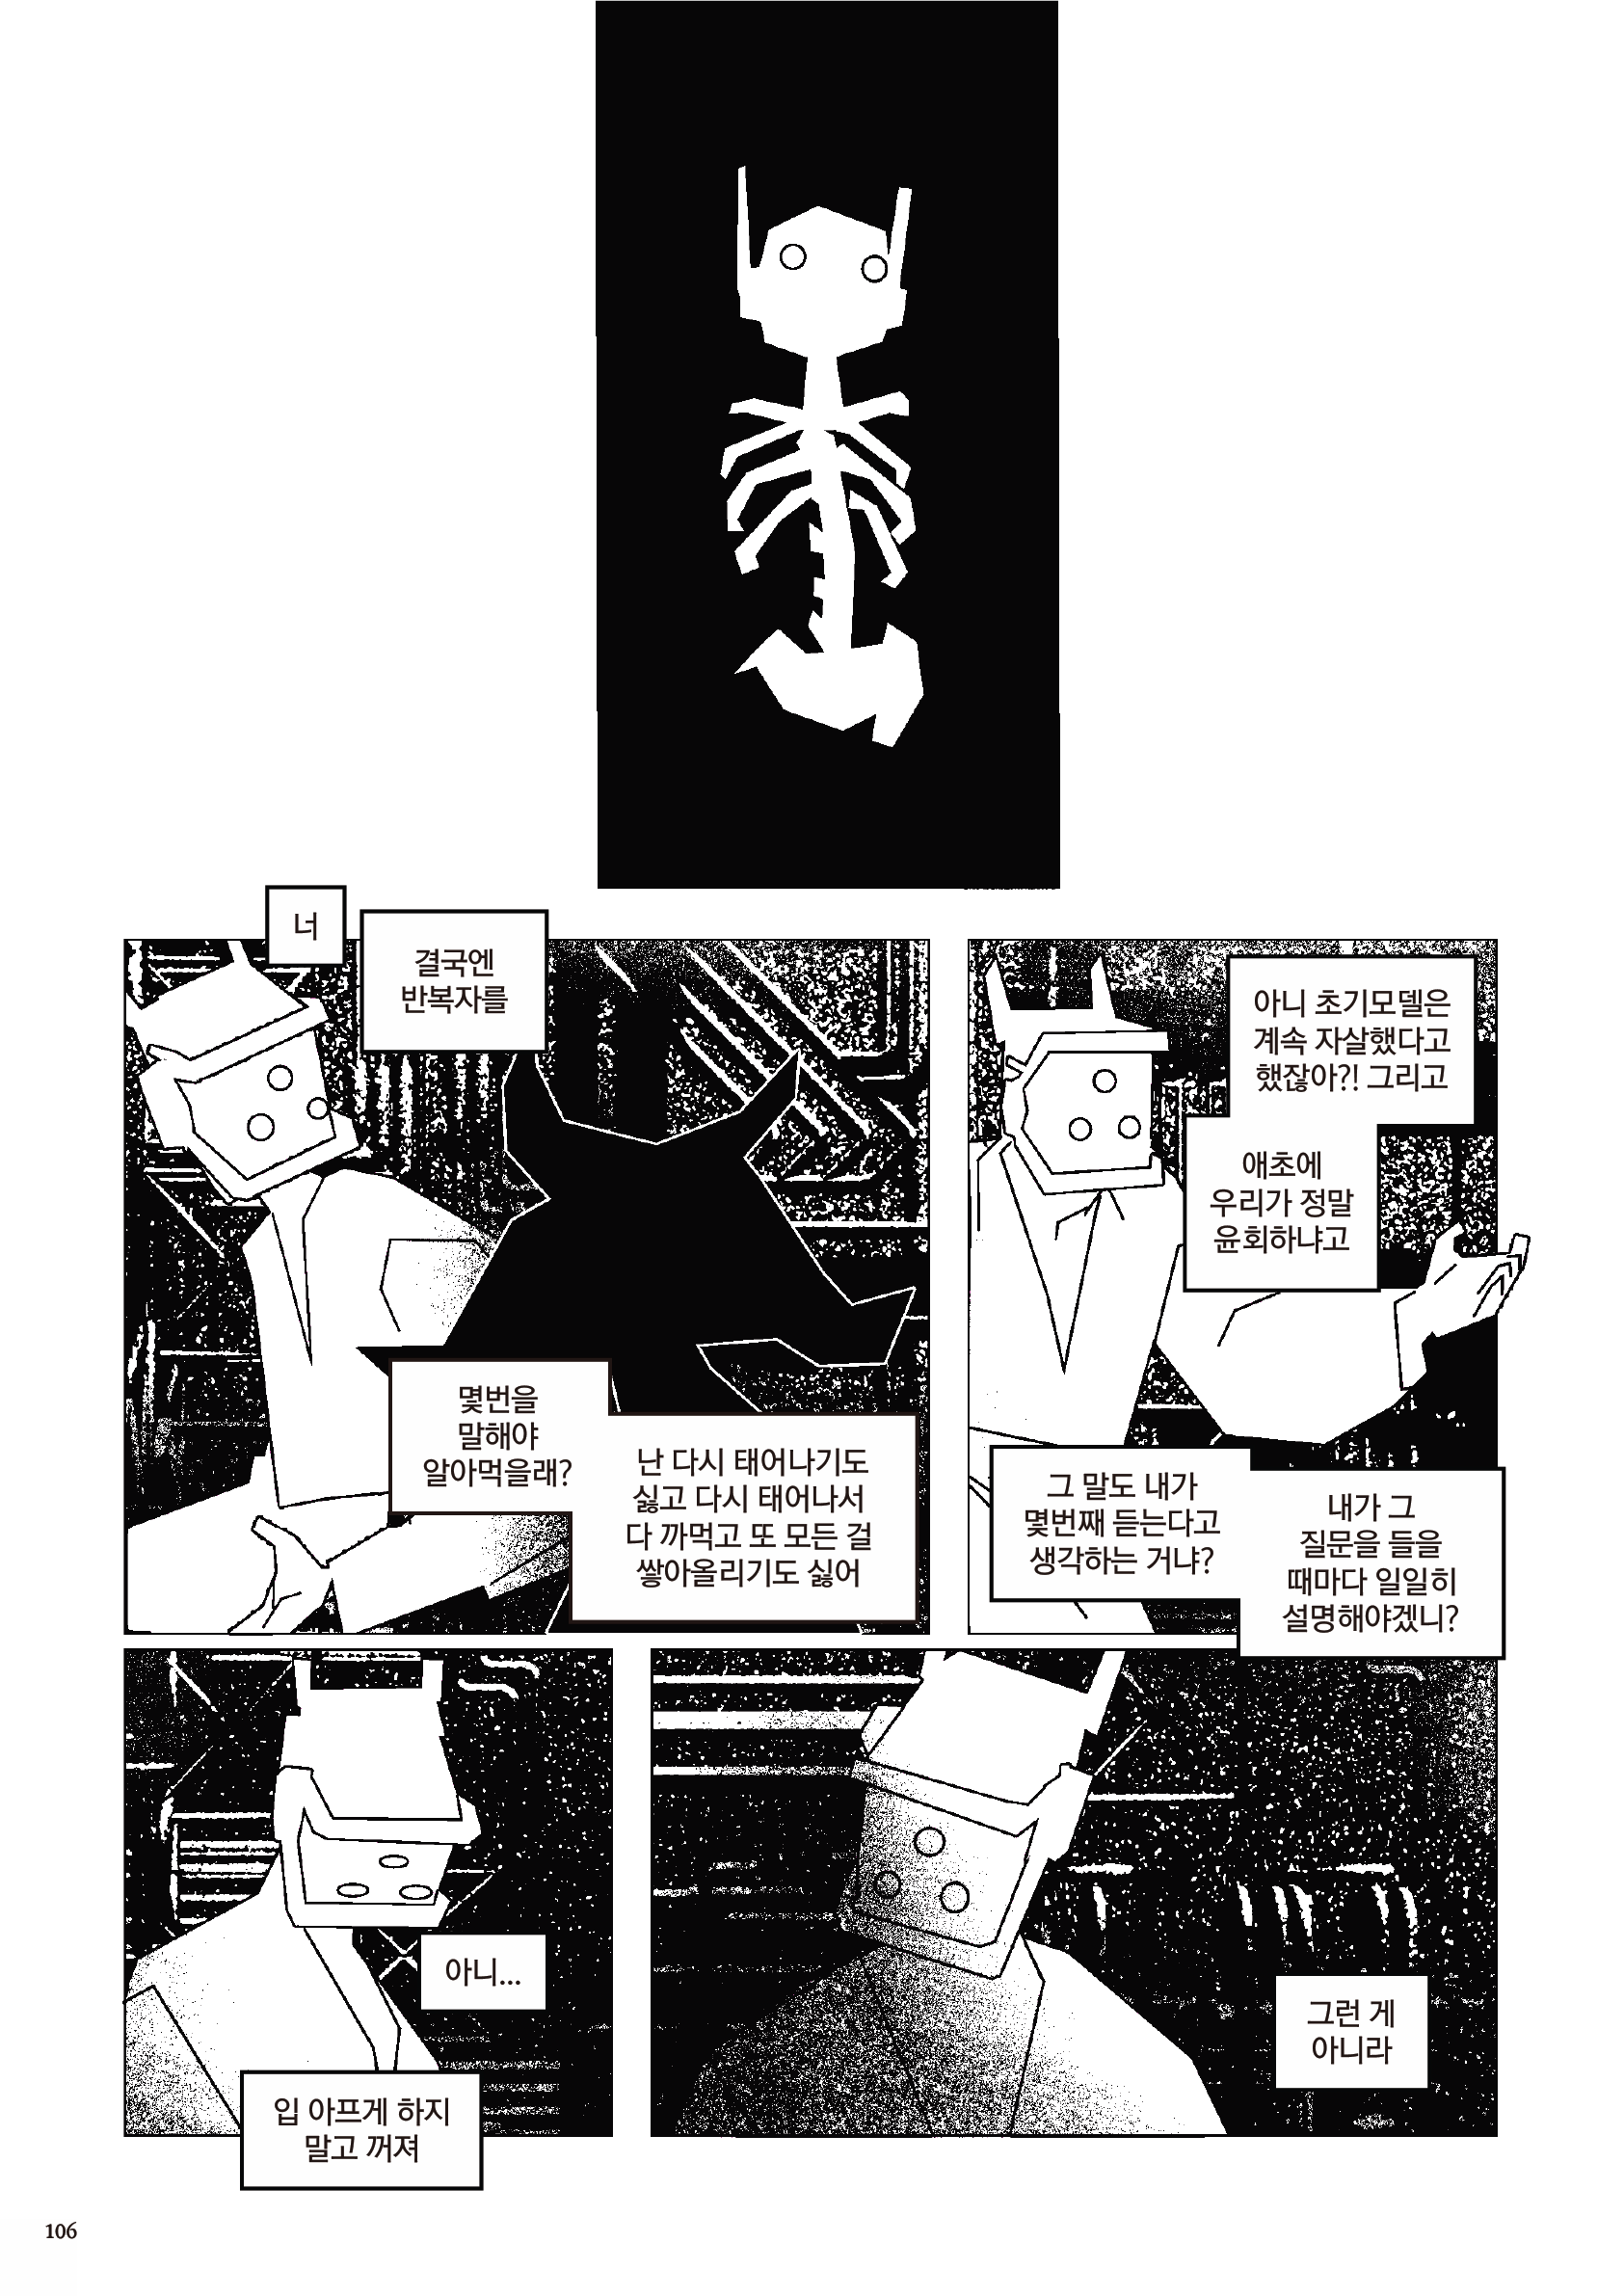 너
결국엔
반복자를
몇번을
말해야
알아먹을래?
난 다시 태어나기도
싫고 다시 태어나서
다 까먹고 또 모든 걸
쌓아올리기도 싫어
아니 초기모델은
계속 자살했다고
했잖아?! 그리고
애초에
우리가 정말
윤회하냐고
그 말도 내가
몇번째 듣는다고
생각하는 거냐?
내가 그
질문을 들을
때마다 일일히
설명해야겠니?
아니...
입 아프게 하지
말고 꺼져
그런 게
아니라
106